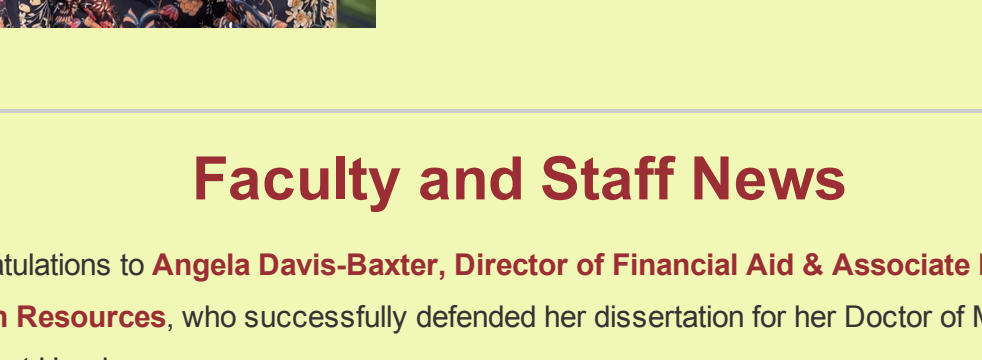 Faculty and Staff News
atulations to Angela Davis-Baxter, Director of Financial Aid & Associate
Resources, who successfully defended her dissertation for her Doctor of